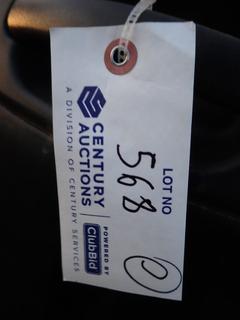 LOT NO
568
CENTURY
AUCTIONS
POWERED BY
ClubBid
A DIVISION OF CENTURY SERVICES